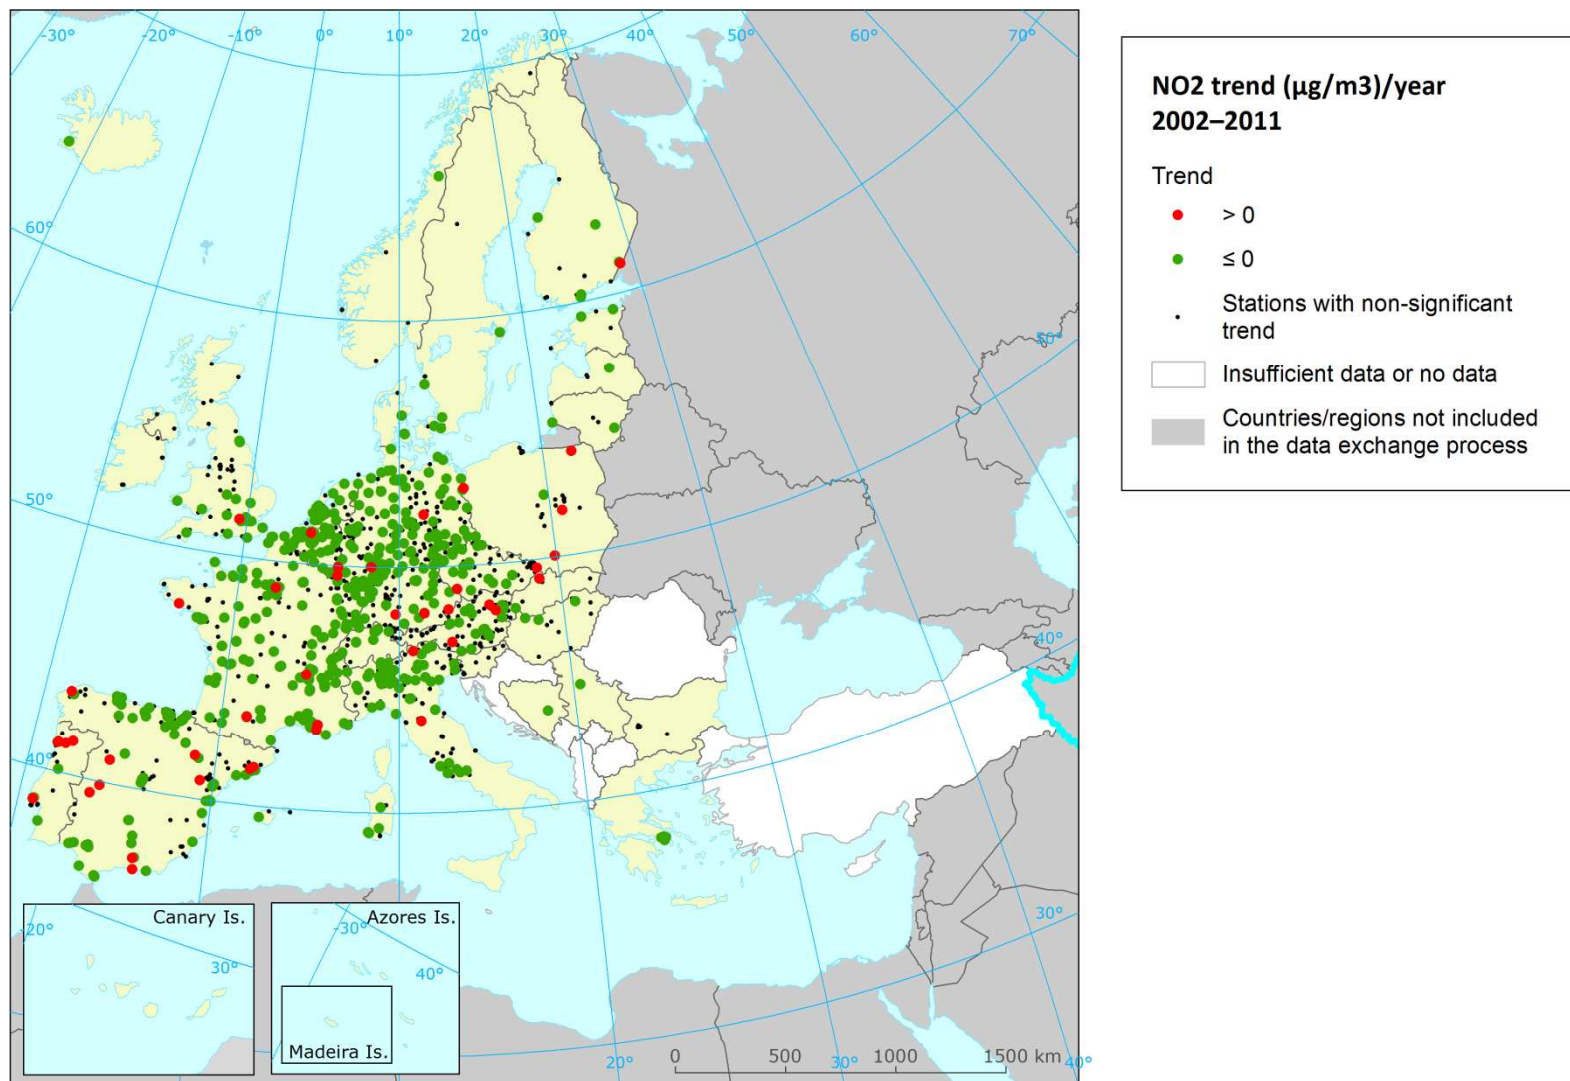 -30°
-20°
-10°
0°
10°
20°
30°
40°
50°
60°
70°
60°
50°
50°
40°
40°
30°
20°
30°
40°
Canary Is.
-20°
30°
Azores Is.
-30°
40°
Madeira Is.
0 500 1000 1500 km
NO2 trend (µg/m3)/year
2002–2011
Trend
> 0
≤ 0
Stations with non-significant
trend
Insufficient data or no data
Countries/regions not included
in the data exchange process